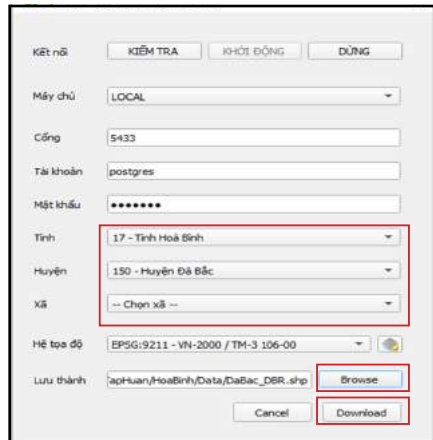 Kết nối KIỂM TRA KHỞI ĐỘNG DỪNG
Máy chủ LOCAL
Cổng 5433
Tài khoản postgres
Mật khẩu •••••••
Tỉnh 17 - Tỉnh Hoà Bình
Huyện 150 - Huyện Đà Bắc
Xã -- Chọn xã --
Hệ tọa độ EPSG:9211 - VN-2000 / TM-3 106-00
Lưu thành apHuan/HoaBinh/Data/DaBac_DBR.shp Browse
Cancel Download